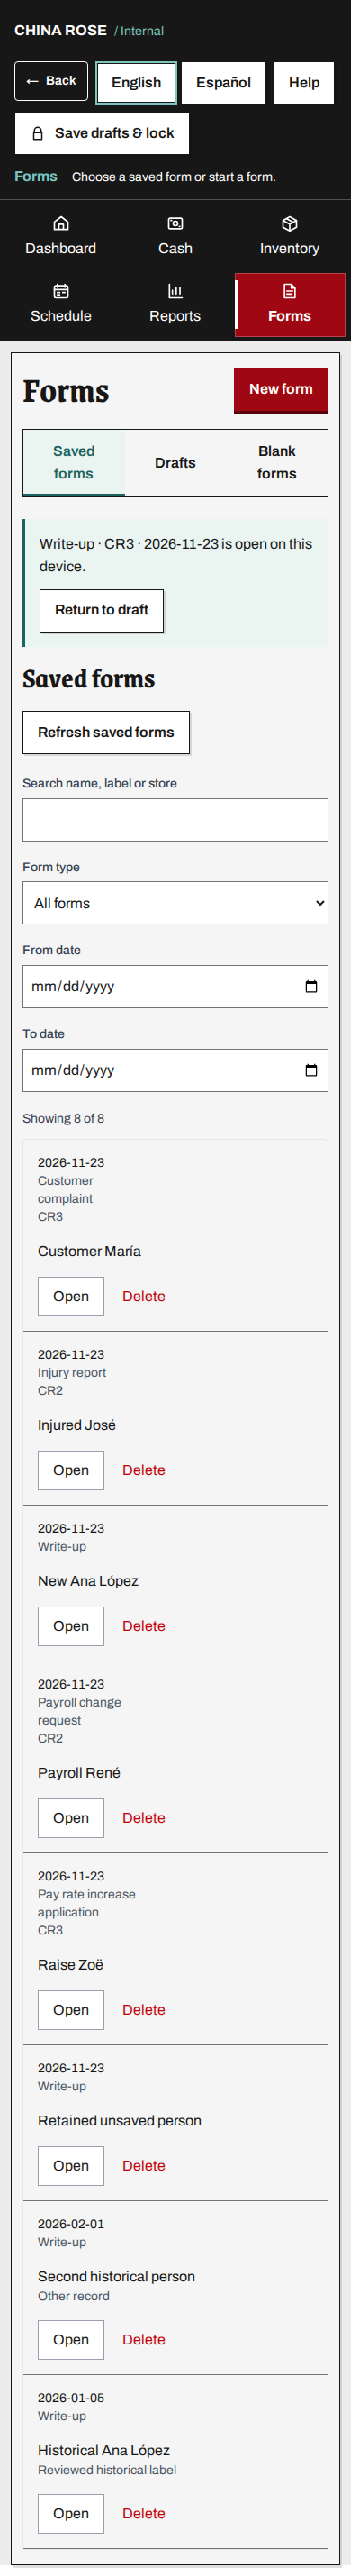 CHINA ROSE / Internal
← Back English Español Help
Save drafts & lock
Forms Choose a saved form or start a form.
Dashboard Cash Inventory
Schedule Reports Forms
Forms New form
Saved forms Drafts Blank forms
Write-up · CR3 · 2026-11-23 is open on this
device.
Return to draft
Saved forms
Refresh saved forms
Search name, label or store
Form type
All forms
From date
mm/dd/yyyy
To date
mm/dd/yyyy
Showing 8 of 8
2026-11-23
Customer
complaint
CR3
Customer María
Open Delete
2026-11-23
Injury report
CR2
Injured José
Open Delete
2026-11-23
Write-up
New Ana López
Open Delete
2026-11-23
Payroll change
request
CR2
Payroll René
Open Delete
2026-11-23
Pay rate increase
application
CR3
Raise Zoë
Open Delete
2026-11-23
Write-up
Retained unsaved person
Open Delete
2026-02-01
Write-up
Second historical person
Other record
Open Delete
2026-01-05
Write-up
Historical Ana López
Reviewed historical label
Open Delete